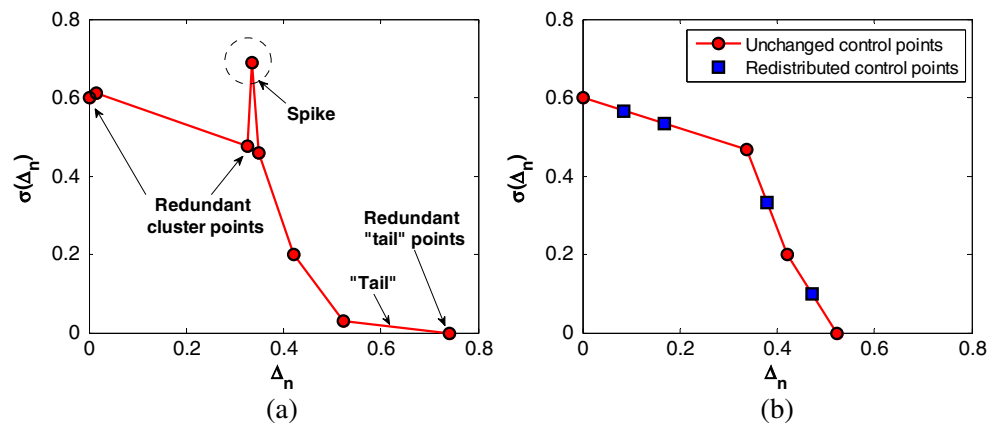 0.8
0.6
0.4
0.2
0
0 0.2 0.4 0.6 0.8
σ(Δn)
Δn
Spike
Redundant
cluster points
Redundant
"tail" points
"Tail"
(a)
0.8
0.6
0.4
0.2
0
0 0.2 0.4 0.6 0.8
σ(Δn)
Δn
Unchanged control points
Redistributed control points
(b)